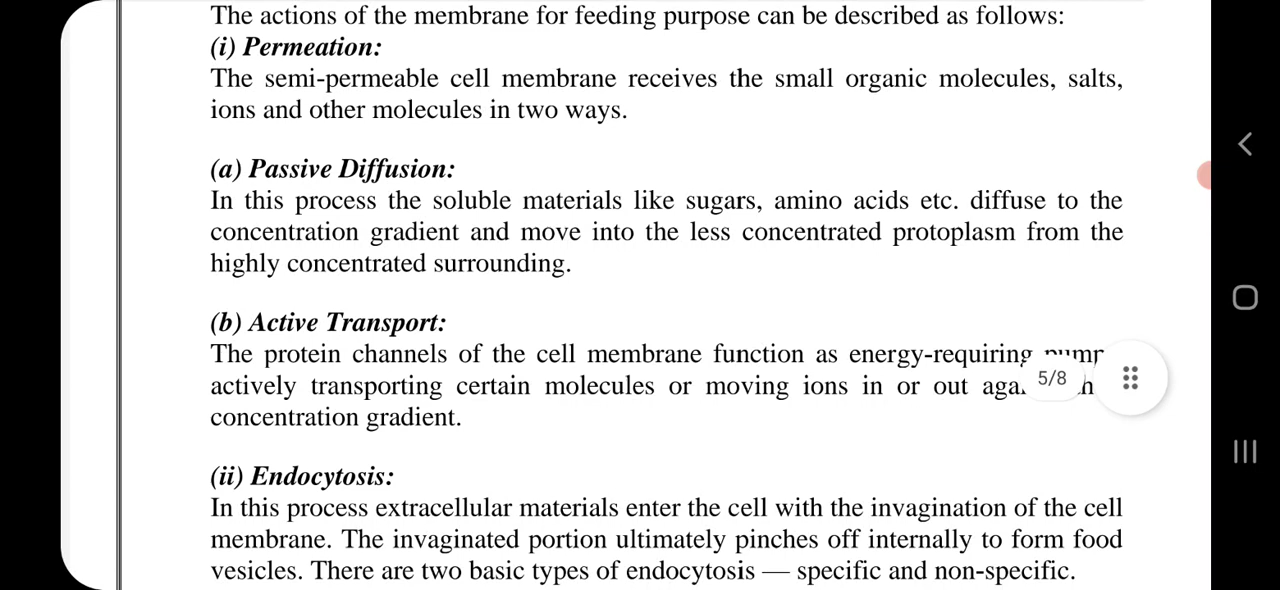 The actions of the membrane for feeding purpose can be described as follows:
(i) Permeation:
The semi-permeable cell membrane receives the small organic molecules, salts,
ions and other molecules in two ways.
(a) Passive Diffusion:
In this process the soluble materials like sugars, amino acids etc. diffuse to the
concentration gradient and move into the less concentrated protoplasm from the
highly concentrated surrounding.
(b) Active Transport:
The protein channels of the cell membrane function as energy-requiring
actively transporting certain molecules or moving ions in or out
5/8
concentration gradient.
(ii) Endocytosis:
In this process extracellular materials enter the cell with the invagination of the cell
membrane. The invaginated portion ultimately pinches off internally to form food
vesicles. There are two basic types of endocytosis — specific and non-specific.